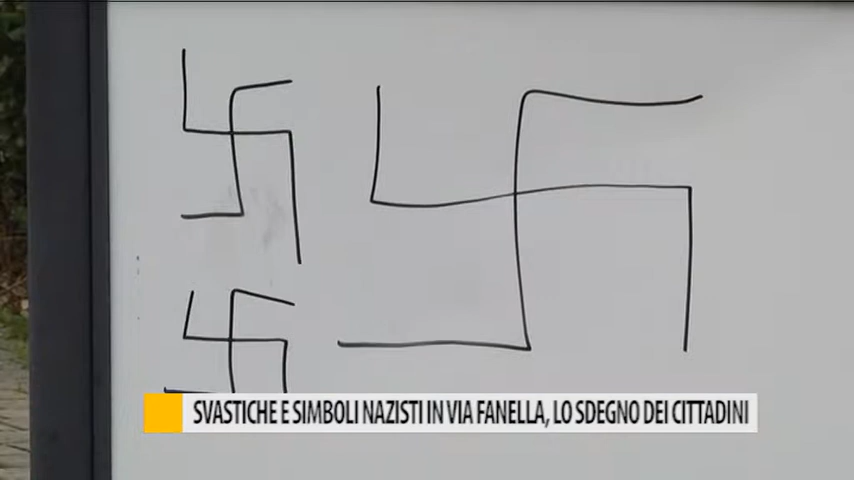 SVASTICHE E SIMBOLI NAZISTI IN VIA FANELLA, LO SDEGNO DEI CITTADINI